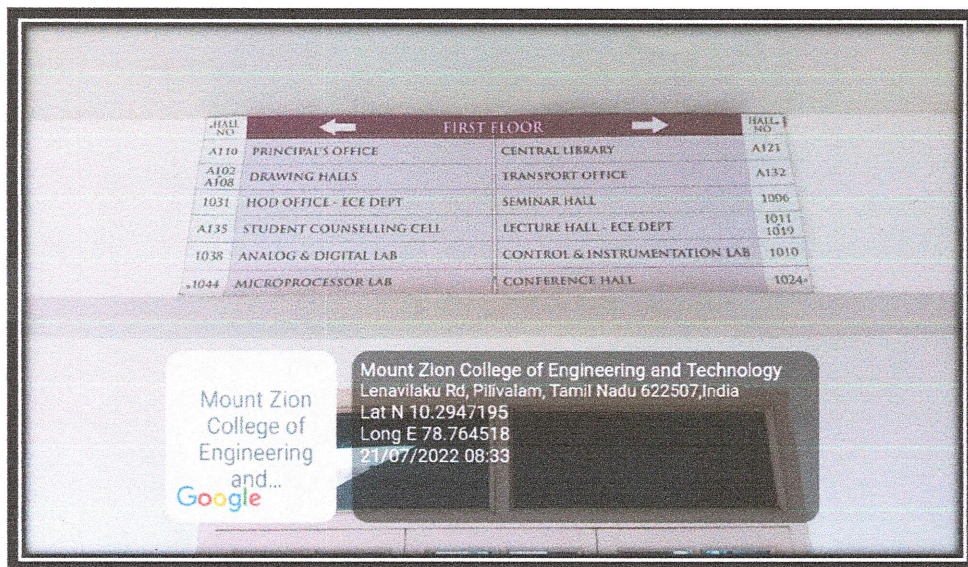 HALL NO ← FIRST FLOOR → HALL NO
A110 PRINCIPAL'S OFFICE CENTRAL LIBRARY A121
A102 A108 DRAWING HALLS TRANSPORT OFFICE A132
1031 HOD OFFICE - ECE DEPT SEMINAR HALL 1006
A135 STUDENT COUNSELLING CELL LECTURE HALL - ECE DEPT 1011 1019
1038 ANALOG & DIGITAL LAB CONTROL & INSTRUMENTATION LAB 1010
1044 MICROPROCESSOR LAB CONFERENCE HALL 1024
Mount Zion
College of
Engineering
and...
Google
Mount Zion College of Engineering and Technology
Lenavilaku Rd, Pilivalam, Tamil Nadu 622507,India
Lat N 10.2947195
Long E 78.764518
21/07/2022 08:33